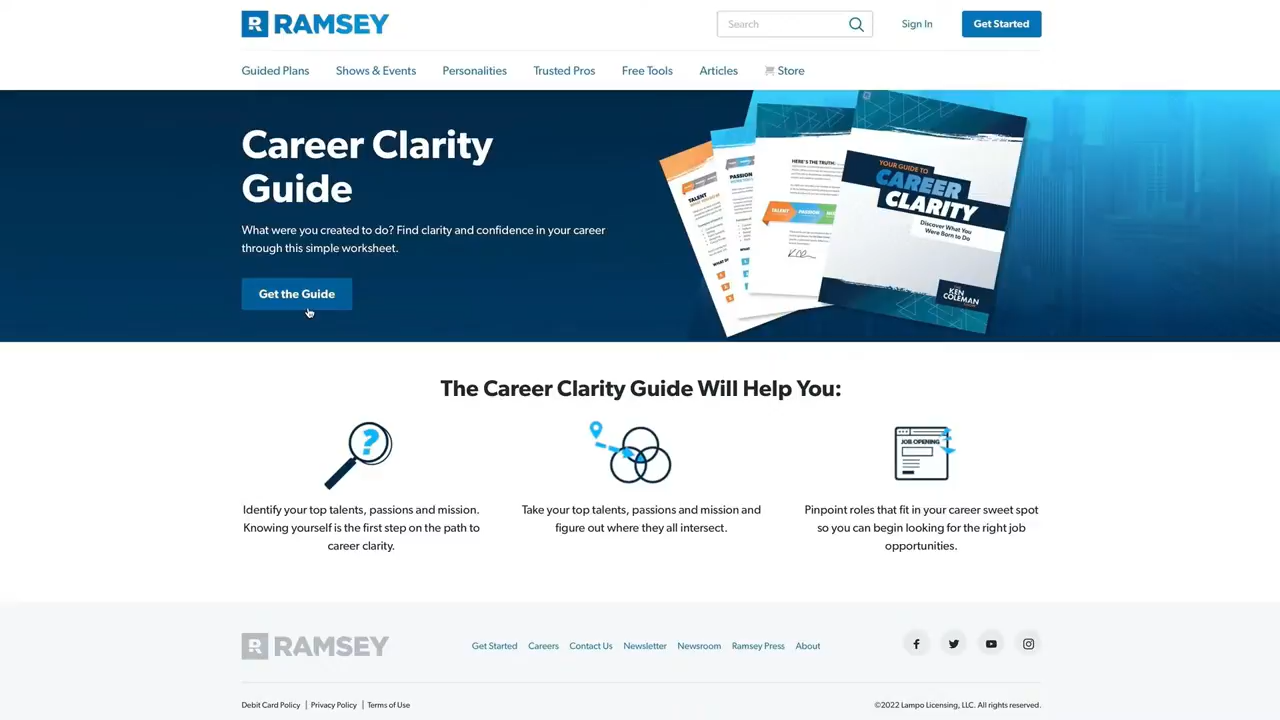 RAMSEY
Search
Sign In
Get Started
Guided Plans
Shows & Events
Personalities
Trusted Pros
Free Tools
Articles
Store
Career Clarity
Guide
What were you created to do? Find clarity and confidence in your career
through this simple worksheet.
Get the Guide
TALENT
PASSION
HERE'S THE TRUTH:
TALENT
PASSION
YOUR GUIDE TO
CAREER
CLARITY
Discover What You
Were Born to Do
KEN
COLEMAN
The Career Clarity Guide Will Help You:
?
JOB OPENING
Identify your top talents, passions and mission.
Knowing yourself is the first step on the path to
career clarity.
Take your top talents, passions and mission and
figure out where they all intersect.
Pinpoint roles that fit in your career sweet spot
so you can begin looking for the right job
opportunities.
RAMSEY
Get Started
Careers
Contact Us
Newsletter
Newsroom
Ramsey Press
About
Debit Card Policy | Privacy Policy | Terms of Use
©2022 Lampo Licensing, LLC. All rights reserved.